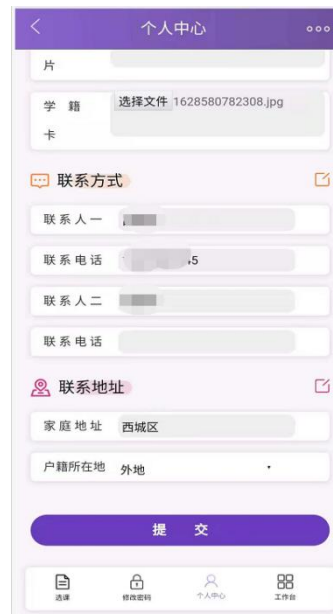 个人中心
片
学 籍 选择文件 1628580782308.jpg
卡
联系方式
联系人一
联系电话 45
联系人二
联系电话
联系地址
家庭地址 西城区
户籍所在地 外地
提 交
选课 修改密码 个人中心 工作台